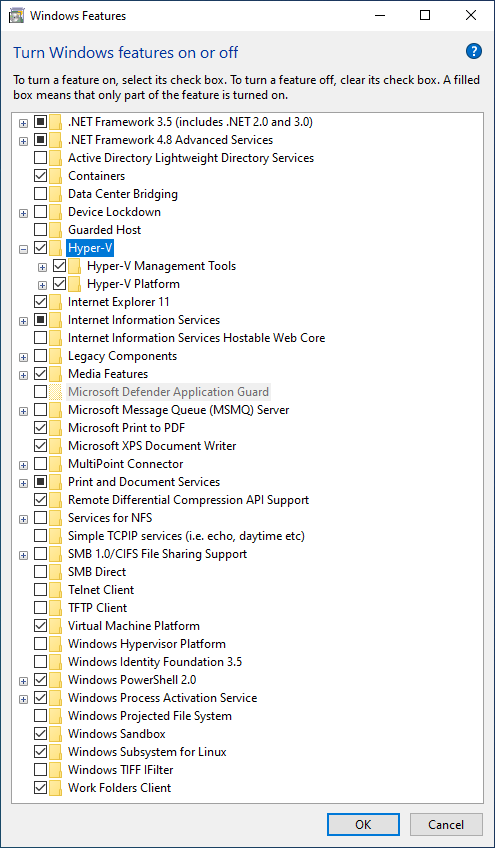 Windows Features
Turn Windows features on or off
?
To turn a feature on, select its check box. To turn a feature off, clear its check box. A filled
box means that only part of the feature is turned on.
.NET Framework 3.5 (includes .NET 2.0 and 3.0)
.NET Framework 4.8 Advanced Services
Active Directory Lightweight Directory Services
Containers
Data Center Bridging
Device Lockdown
Guarded Host
Hyper-V
Hyper-V Management Tools
Hyper-V Platform
Internet Explorer 11
Internet Information Services
Internet Information Services Hostable Web Core
Legacy Components
Media Features
Microsoft Defender Application Guard
Microsoft Message Queue (MSMQ) Server
Microsoft Print to PDF
Microsoft XPS Document Writer
MultiPoint Connector
Print and Document Services
Remote Differential Compression API Support
Services for NFS
Simple TCPIP services (i.e. echo, daytime etc)
SMB 1.0/CIFS File Sharing Support
SMB Direct
Telnet Client
TFTP Client
Virtual Machine Platform
Windows Hypervisor Platform
Windows Identity Foundation 3.5
Windows PowerShell 2.0
Windows Process Activation Service
Windows Projected File System
Windows Sandbox
Windows Subsystem for Linux
Windows TIFF IFilter
Work Folders Client
OK Cancel